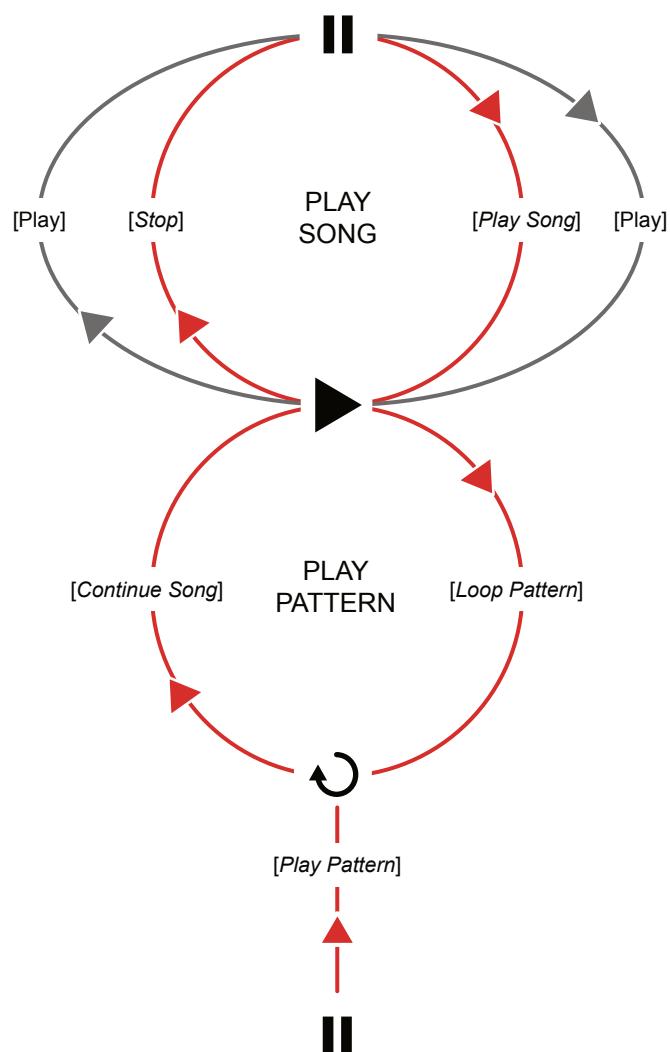 PLAY
SONG
[Play] [Stop] [Play Song] [Play]
PLAY
PATTERN
[Continue Song] [Loop Pattern]
[Play Pattern]